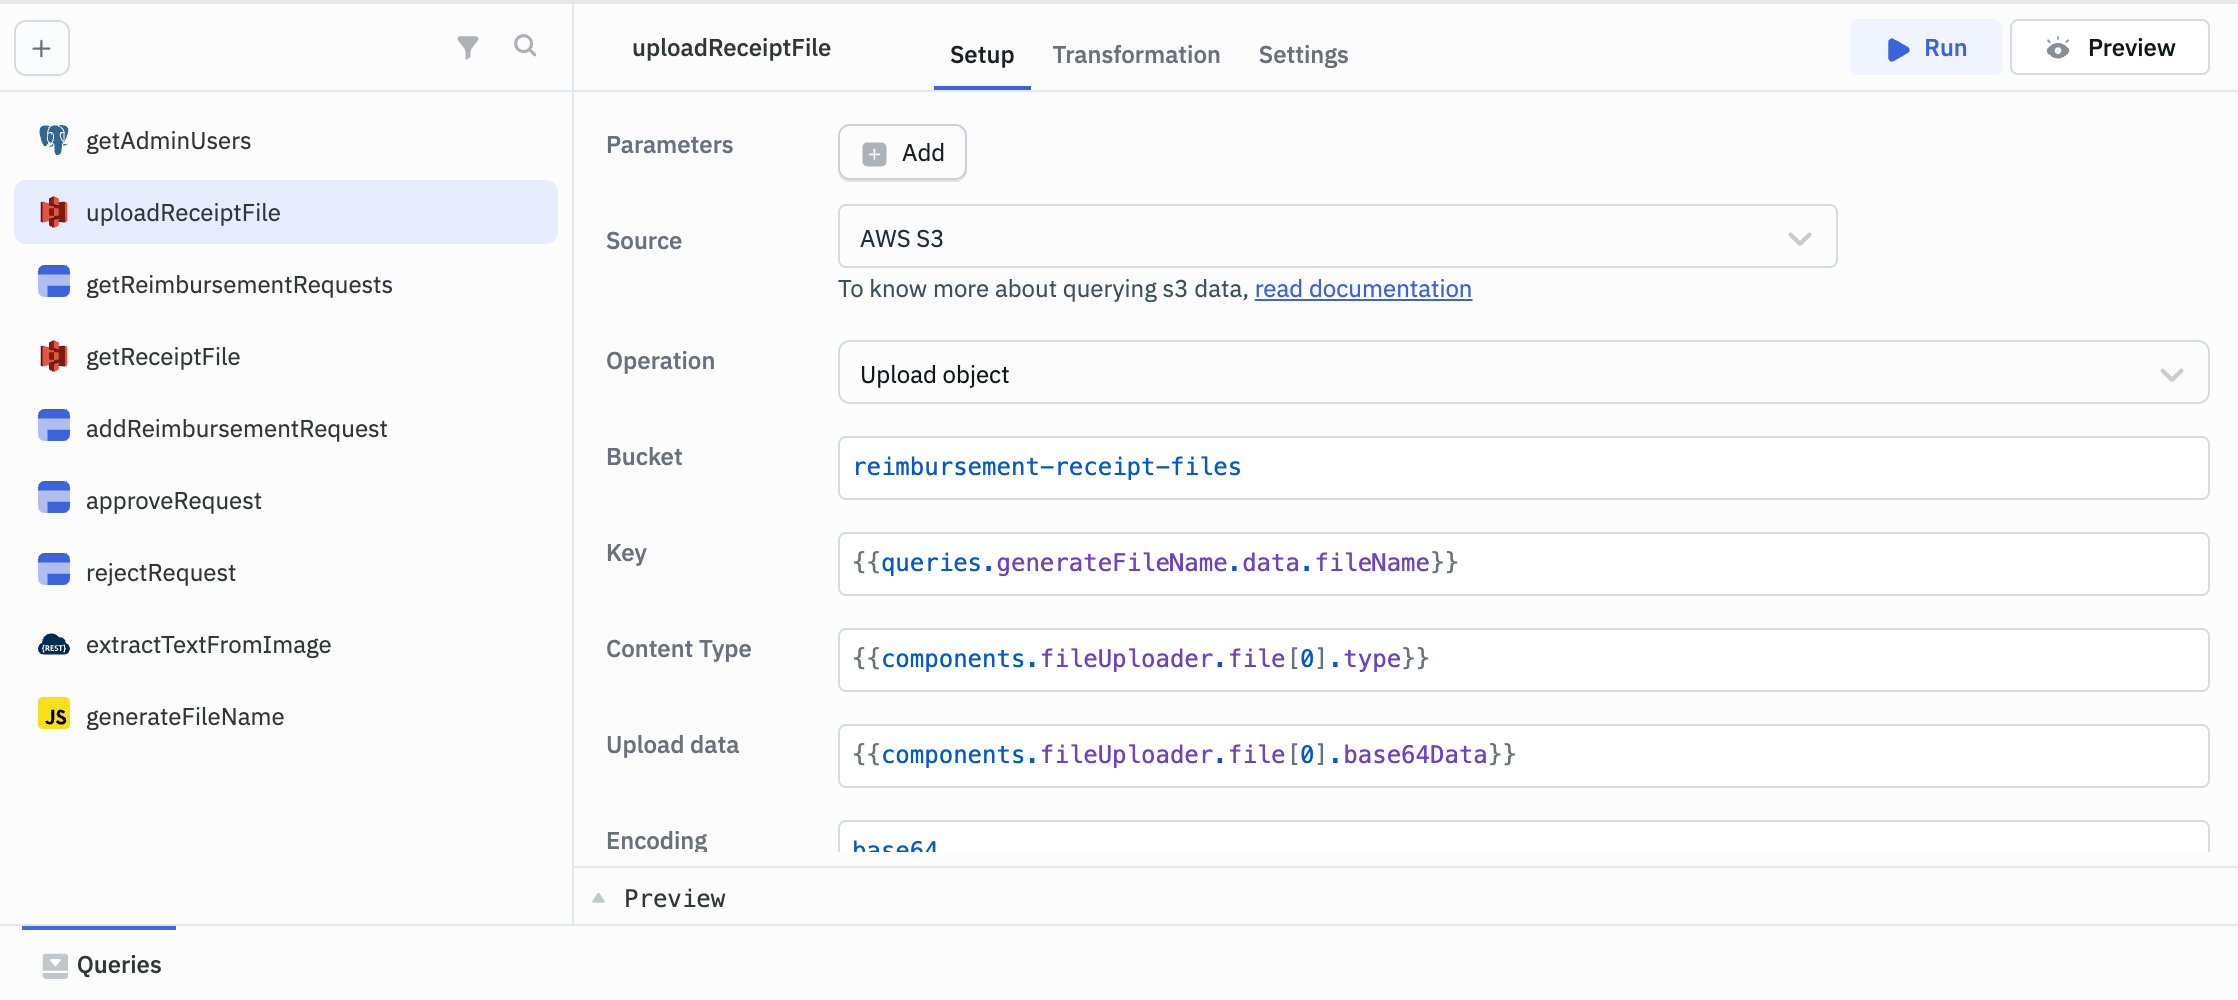 uploadReceiptFile
Setup
Transformation
Settings
Run
Preview
getAdminUsers
uploadReceiptFile
getReimbursementRequests
getReceiptFile
addReimbursementRequest
approveRequest
rejectRequest
{REST}
extractTextFromImage
JS
generateFileName
Parameters
Add
Source
AWS S3
To know more about querying s3 data, read documentation
Operation
Upload object
Bucket
reimbursement-receipt-files
Key
{{queries.generateFileName.data.fileName}}
Content Type
{{components.fileUploader.file[0].type}}
Upload data
{{components.fileUploader.file[0].base64Data}}
Encoding
base64
Preview
Queries